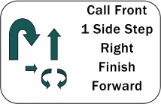 Call Front
1 Side Step
Right
Finish
Forward